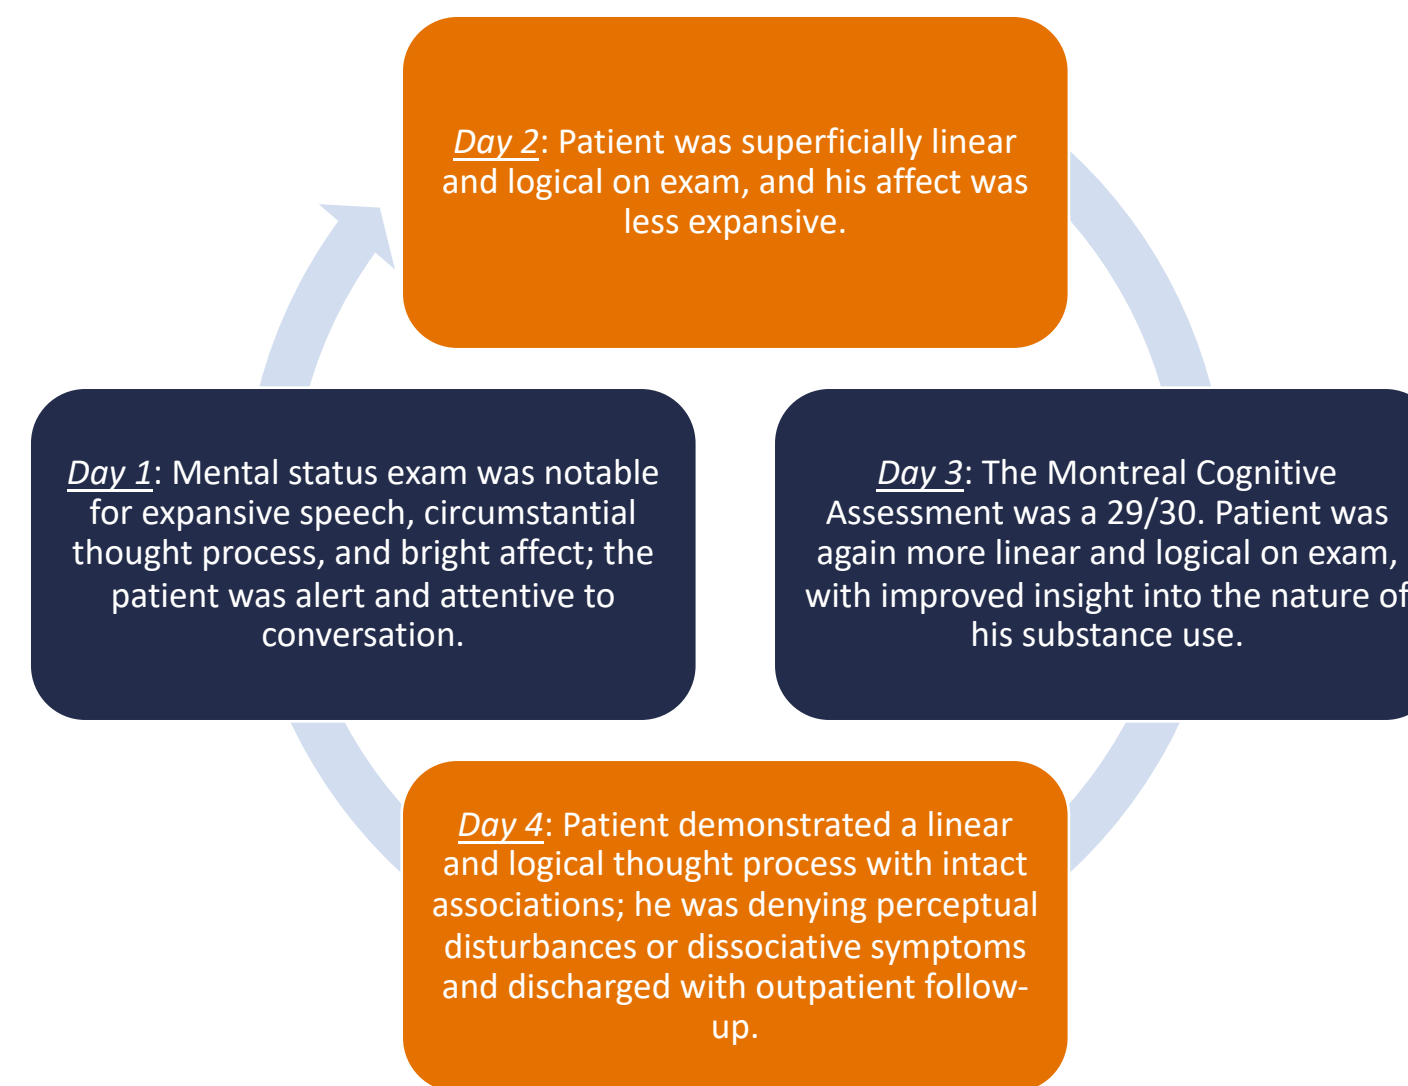 Day 2: Patient was superficially linear
and logical on exam, and his affect was
less expansive.
Day 1: Mental status exam was notable
for expansive speech, circumstantial
thought process, and bright affect; the
patient was alert and attentive to
conversation.
Day 3: The Montreal Cognitive
Assessment was a 29/30. Patient was
again more linear and logical on exam,
with improved insight into the nature of
his substance use.
Day 4: Patient demonstrated a linear
and logical thought process with intact
associations; he was denying perceptual
disturbances or dissociative symptoms
and discharged with outpatient follow-
up.